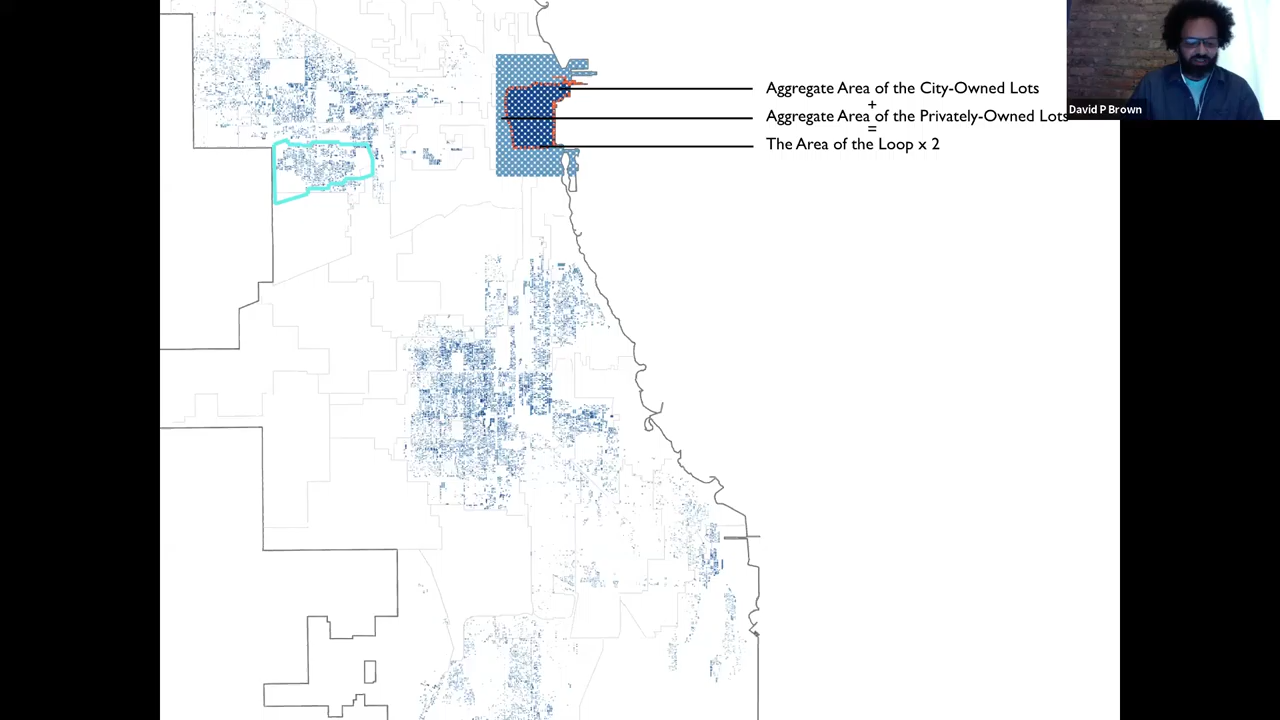 Aggregate Area of the City-Owned Lots
+
Aggregate Area of the Privately-Owned Lots
=
The Area of the Loop x 2
David P Brown